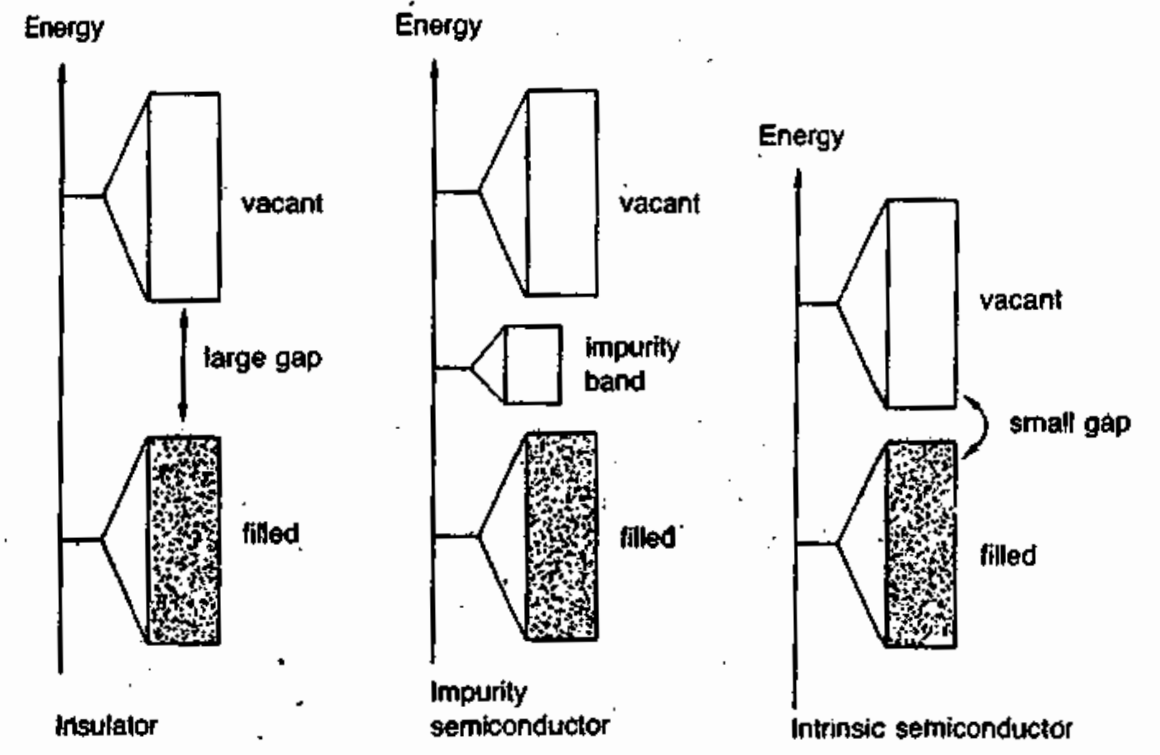 Energy
vacant
large gap
filled
Insulator
Energy
vacant
impurity
band
filled
Impurity
semiconductor
Energy
vacant
small gap
filled
Intrinsic semiconductor